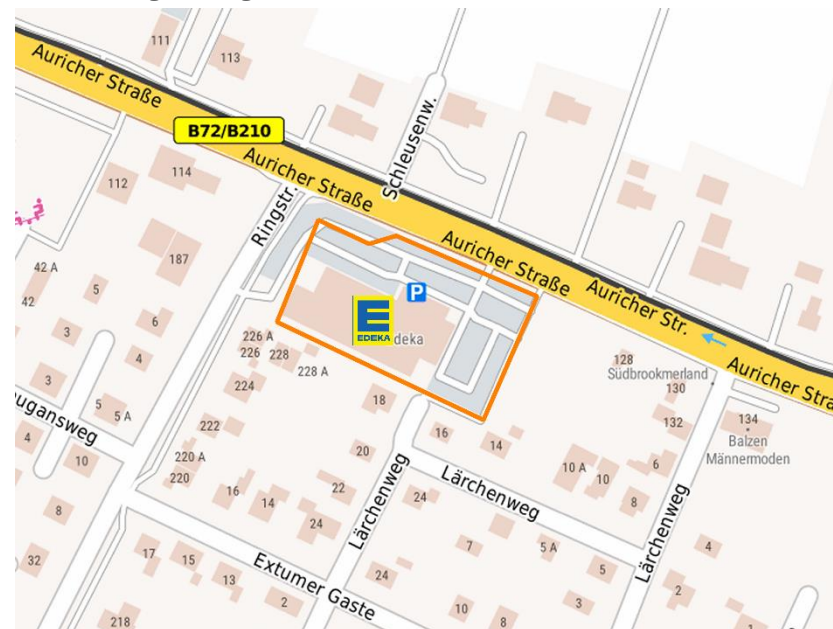 111
113
Auricher Straße
B72/B210
Schleusenw.
Auricher Straße
114
112
Ringstr.
187
Auricher Straße
42 A
5
42
6
3
4
P
Auricher Str.
EDEKA
deka
226 A
226
228
228 A
128
Südbrookmerland
Auricher Stra
3
224
130
5
5 A
18
222
132
134
Balzen
Männermoden
ugansweg
4
16
14
10
220 A
220
20
6
10 A
10
Lärchenweg
22
16
14
24
8
Lärchenweg
8
24
Lärchenweg
32
17
15
13
7
5 A
5
4
Extumer Gaste
24
2
10
3
2
218
8
1